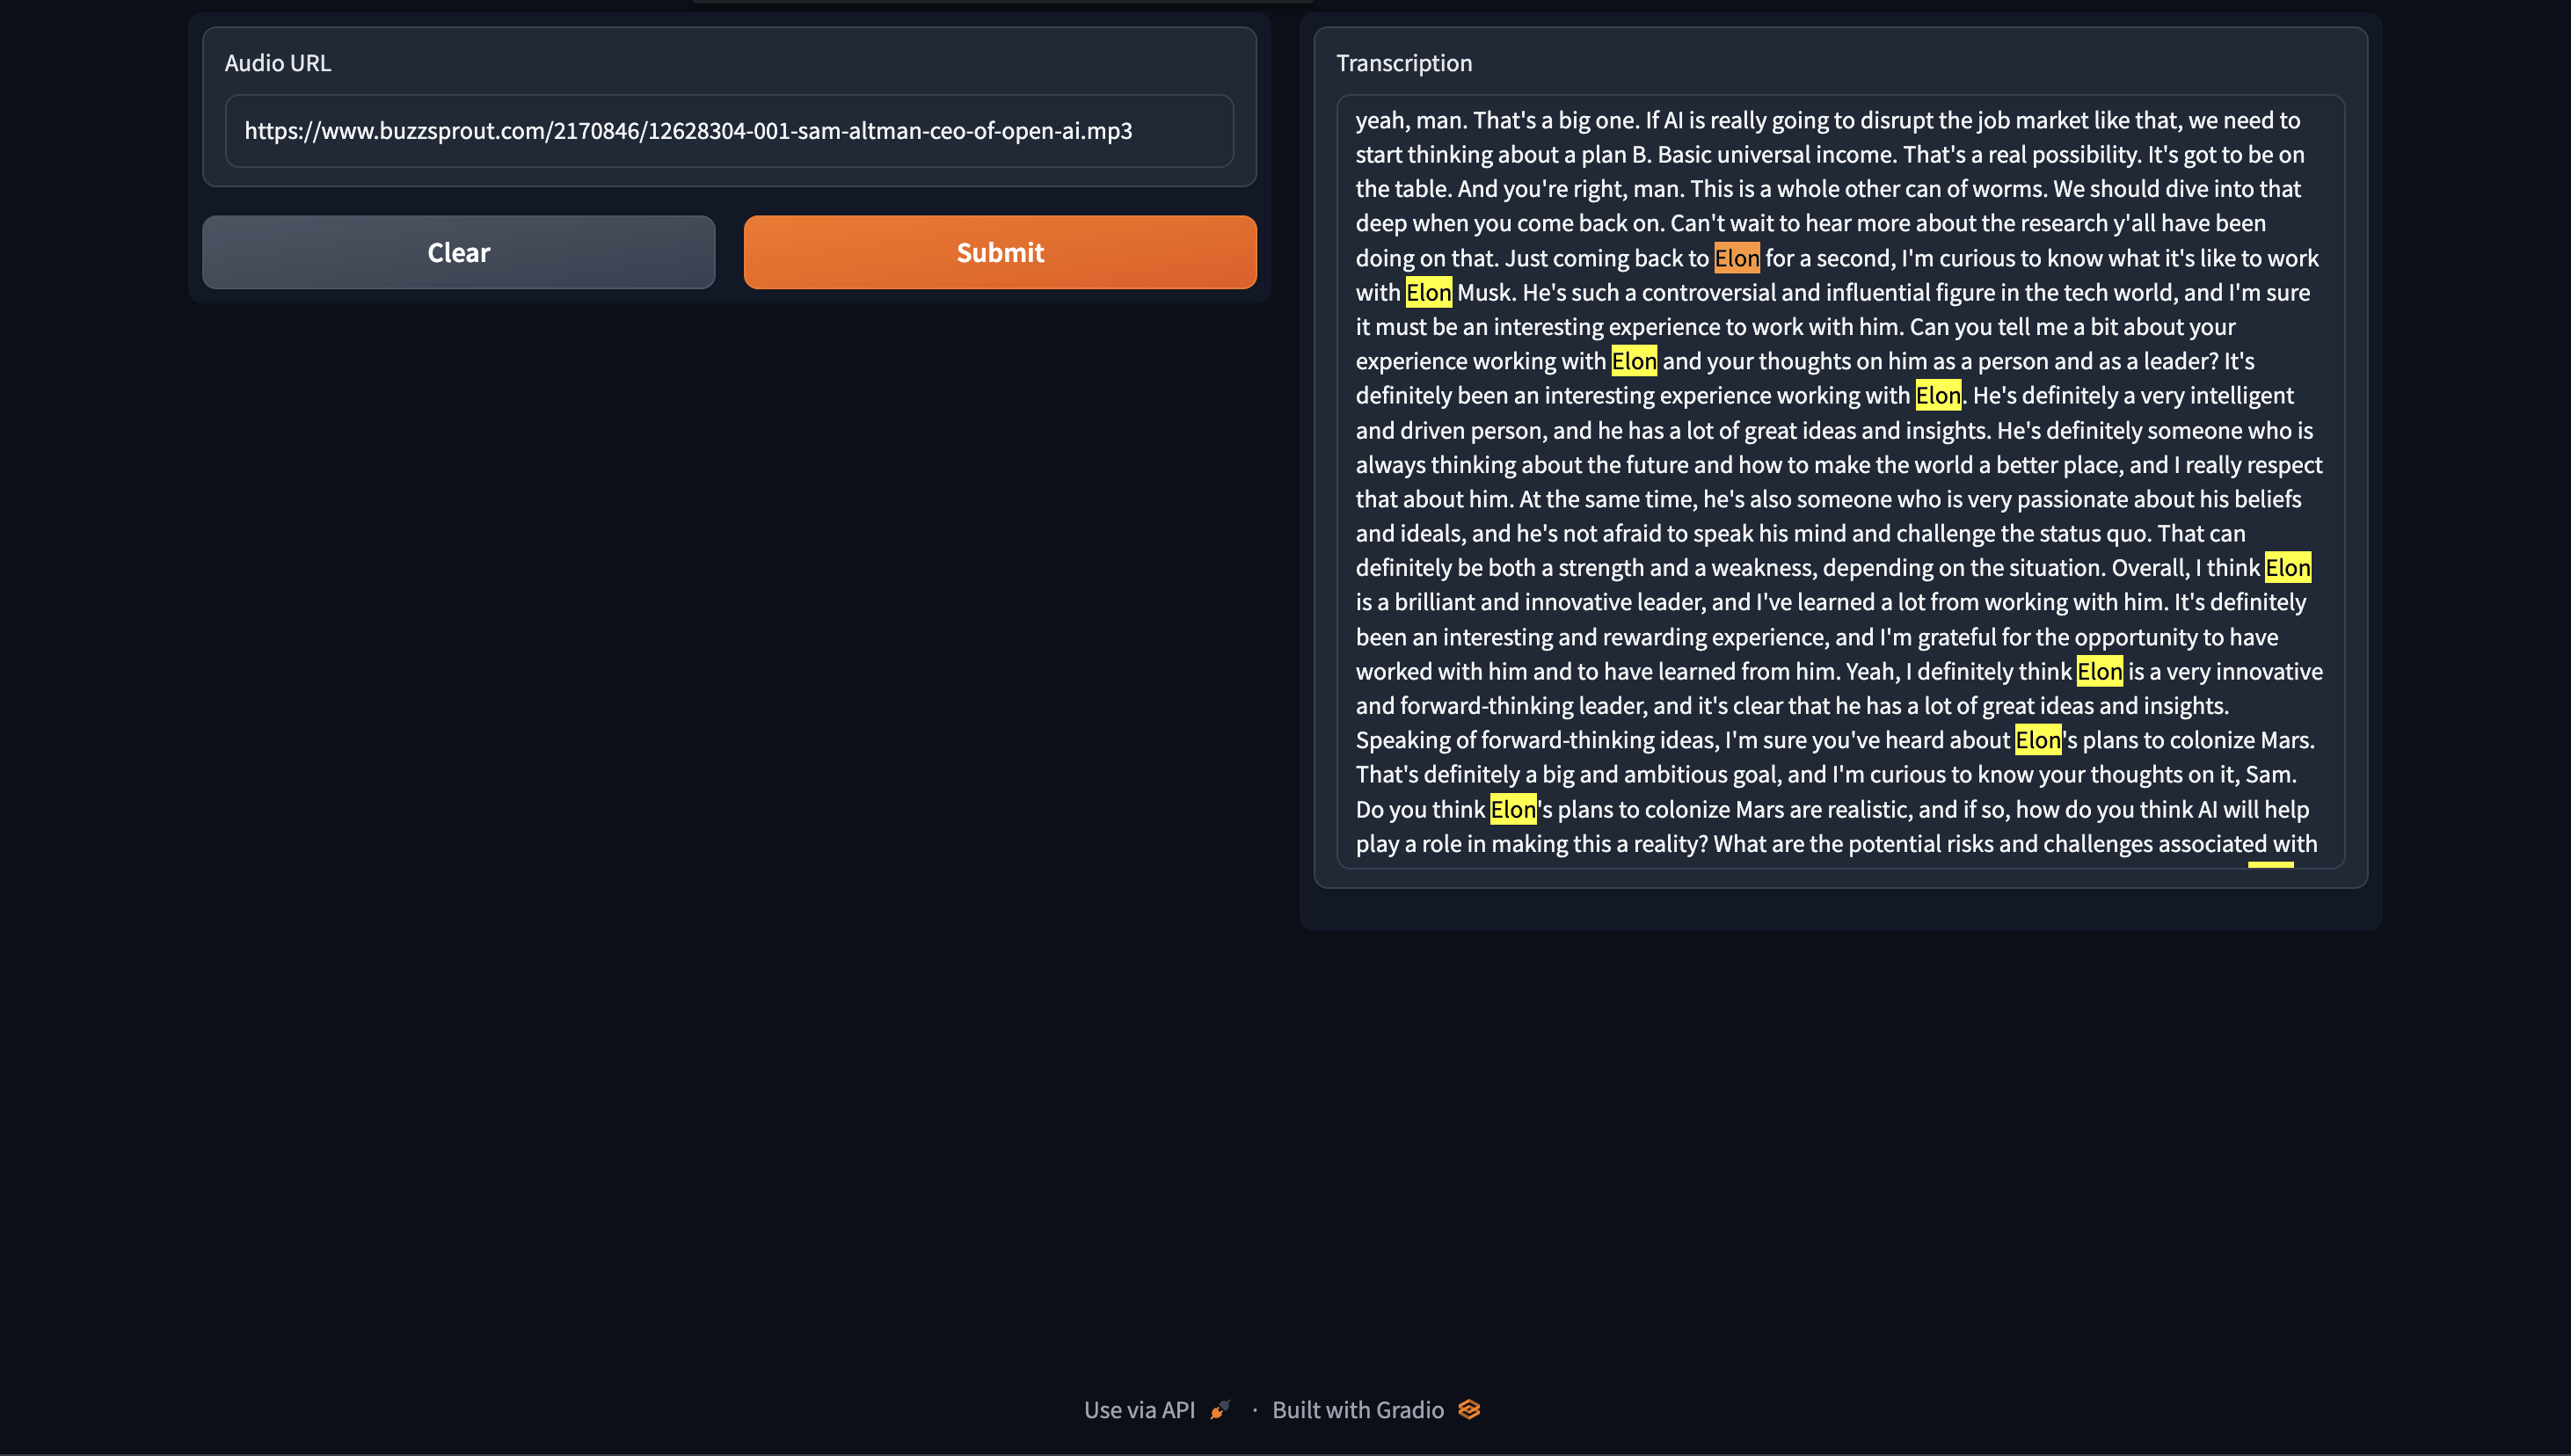 Audio URL
https://www.buzzsprout.com/2170846/12628304-001-sam-altman-ceo-of-open-ai.mp3
Clear
Submit
Transcription
yeah, man. That's a big one. If AI is really going to disrupt the job market like that, we need to
start thinking about a plan B. Basic universal income. That's a real possibility. It's got to be on
the table. And you're right, man. This is a whole other can of worms. We should dive into that
deep when you come back on. Can't wait to hear more about the research y'all have been
doing on that. Just coming back to Elon for a second, I'm curious to know what it's like to work
with Elon Musk. He's such a controversial and influential figure in the tech world, and I'm sure
it must be an interesting experience to work with him. Can you tell me a bit about your
experience working with Elon and your thoughts on him as a person and as a leader? It's
definitely been an interesting experience working with Elon. He's definitely a very intelligent
and driven person, and he has a lot of great ideas and insights. He's definitely someone who is
always thinking about the future and how to make the world a better place, and I really respect
that about him. At the same time, he's also someone who is very passionate about his beliefs
and ideals, and he's not afraid to speak his mind and challenge the status quo. That can
definitely be both a strength and a weakness, depending on the situation. Overall, I think Elon
is a brilliant and innovative leader, and I've learned a lot from working with him. It's definitely
been an interesting and rewarding experience, and I'm grateful for the opportunity to have
worked with him and to have learned from him. Yeah, I definitely think Elon is a very innovative
and forward-thinking leader, and it's clear that he has a lot of great ideas and insights.
Speaking of forward-thinking ideas, I'm sure you've heard about Elon's plans to colonize Mars.
That's definitely a big and ambitious goal, and I'm curious to know your thoughts on it, Sam.
Do you think Elon's plans to colonize Mars are realistic, and if so, how do you think AI will help
play a role in making this a reality? What are the potential risks and challenges associated with
Use via API · Built with Gradio